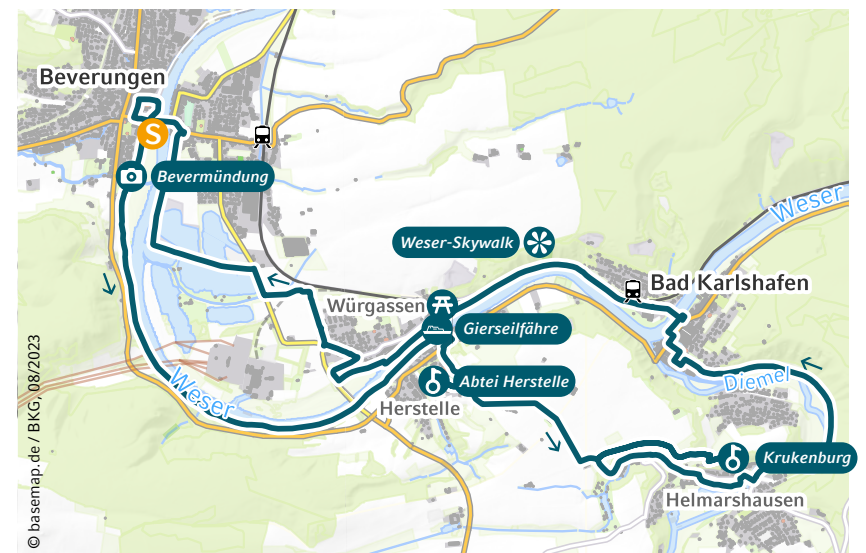 Beverungen
S
Bevermündung
Weser
Weser-Skywalk
Bad Karlshafen
Würgassen
Gierseilfähre
Weser
Abtei Herstelle
Diemel
Herstelle
Krukenburg
Helmarshausen
© basemap.de / BKG, 08/2023